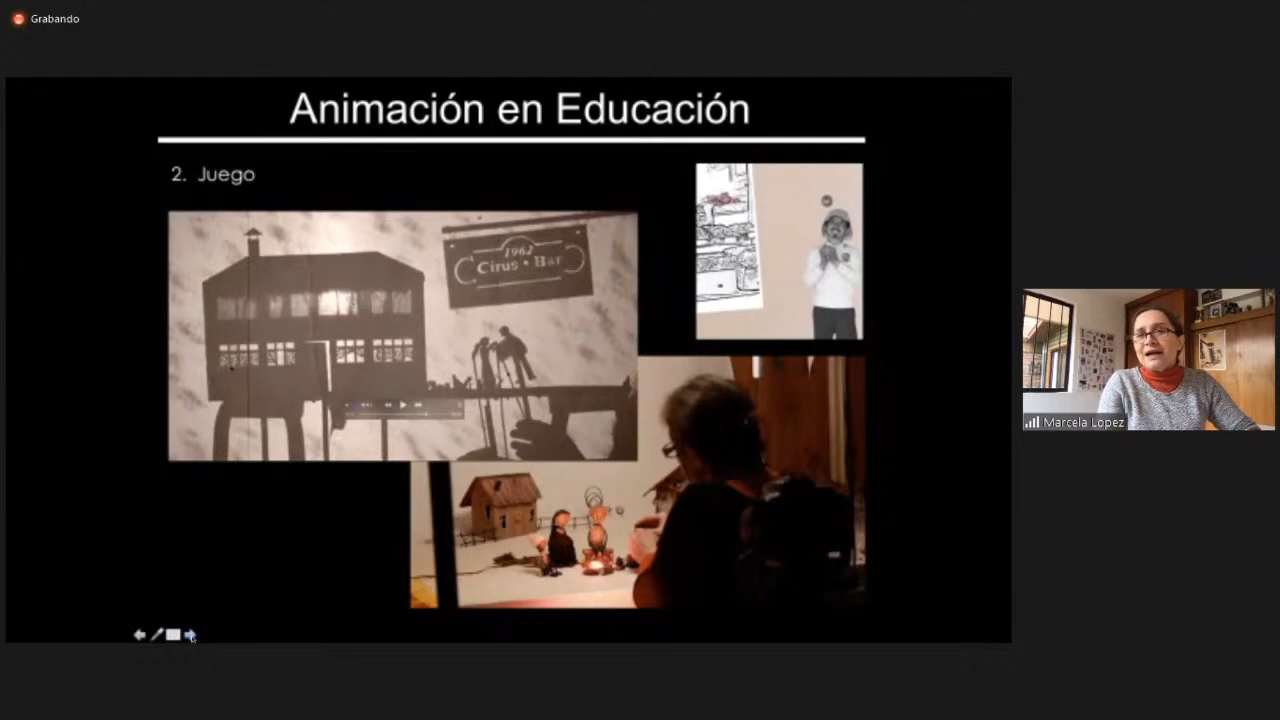 Grabando
Animación en Educación
2. Juego
1962
Cirus • Bar
Marcela Lopez